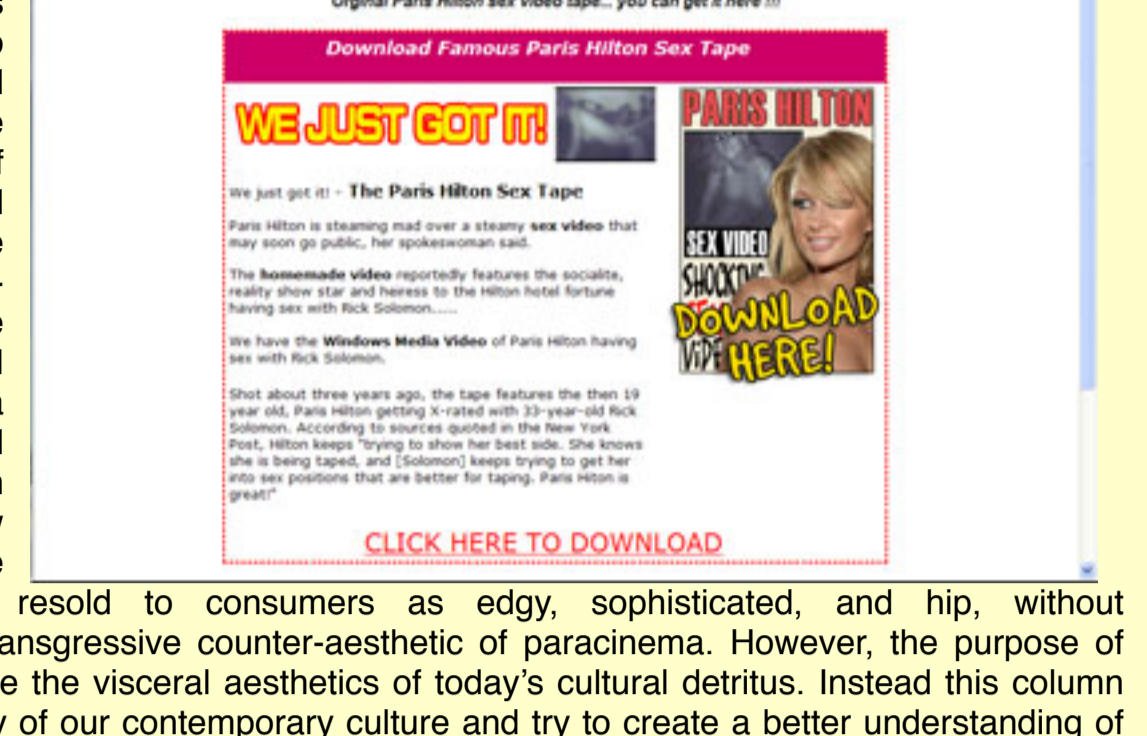 Orginal Paris Hilton sex video tape... you can get it here !!!
Download Famous Paris Hilton Sex Tape
WE JUST GOT IT!
PARIS HILTON
SEX VIDEO
SHOCKING
DOWNLOAD
HERE!
We just got it! - The Paris Hilton Sex Tape
Paris Hilton is steaming mad over a steamy sex video that
may soon go public, her spokeswoman said.
The homemade video reportedly features the socialite,
reality show star and heiress to the Hilton hotel fortune
having sex with Rick Solomon.....
We have the Windows Media Video of Paris Hilton having
sex with Rick Solomon.
Shot about three years ago, the tape features the then 19
year old, Paris Hilton getting X-rated with 33-year-old Rick
Solomon. According to sources quoted in the New York
Post, Hilton keeps "trying to show her best side. She knows
she is being taped, and [Solomon] keeps trying to get her
into sex positions that are better for taping. Paris Hiton is
great!"
CLICK HERE TO DOWNLOAD
resold to consumers as edgy, sophisticated, and hip, without
ansgressive counter-aesthetic of paracinema. However, the purpose of
e the visceral aesthetics of today's cultural detritus. Instead this column
y of our contemporary culture and try to create a better understanding of